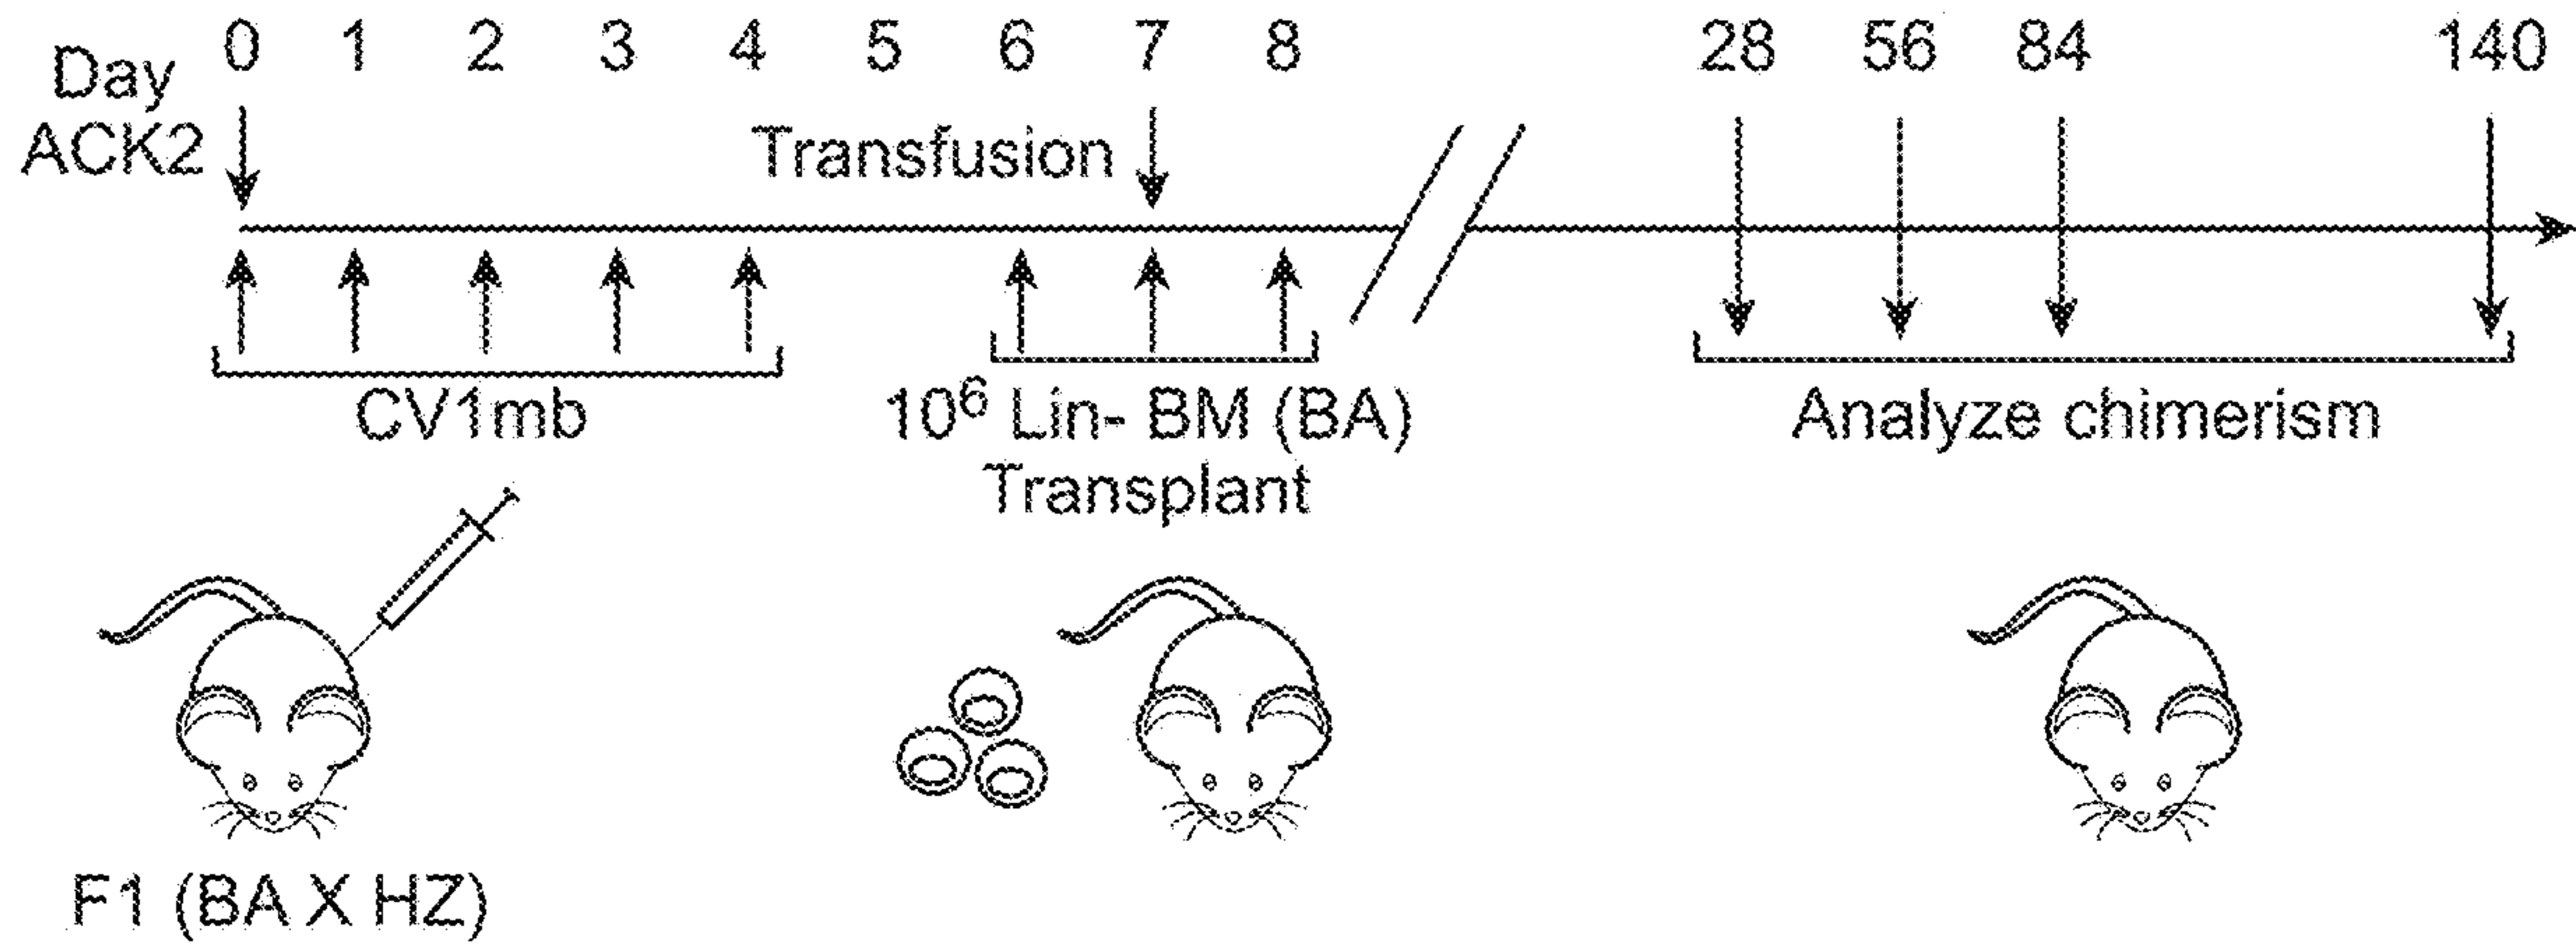 Day 0 1 2 3 4 5 6 7 8 28 56 84 140
ACK2 Transfusion
CV1mb 10⁶ Lin- BM (BA) Analyze chimerism
Transplant
F1 (BA X HZ)